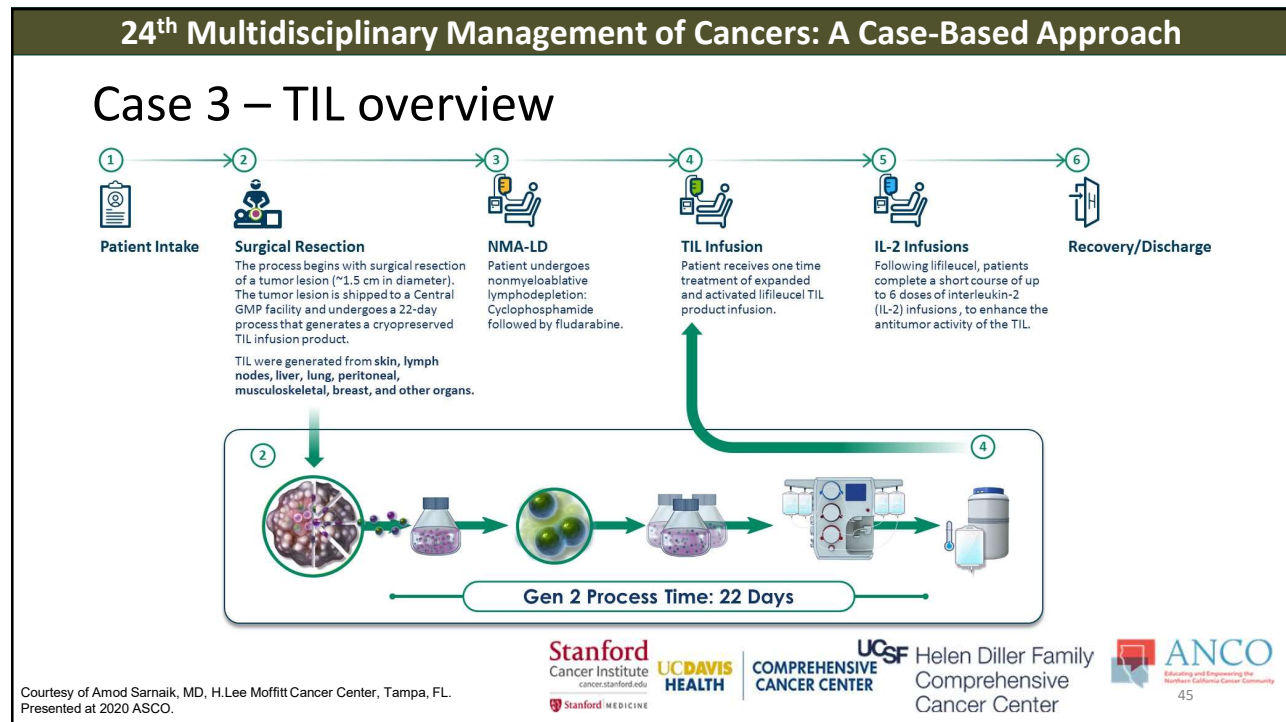 24th Multidisciplinary Management of Cancers: A Case-Based Approach
Case 3 – TIL overview
1
2
3
4
5
6
Patient Intake
Surgical Resection
The process begins with surgical resection
of a tumor lesion (~1.5 cm in diameter).
The tumor lesion is shipped to a Central
GMP facility and undergoes a 22-day
process that generates a cryopreserved
TIL infusion product.
TIL were generated from skin, lymph
nodes, liver, lung, peritoneal,
musculoskeletal, breast, and other organs.
NMA-LD
Patient undergoes
nonmyeloablative
lymphodepletion:
Cyclophosphamide
followed by fludarabine.
TIL Infusion
Patient receives one time
treatment of expanded
and activated lifileucel TIL
product infusion.
IL-2 Infusions
Following lifileucel, patients
complete a short course of up
to 6 doses of interleukin-2
(IL-2) infusions , to enhance the
antitumor activity of the TIL.
H
Recovery/Discharge
2
4
Gen 2 Process Time: 22 Days
Courtesy of Amod Sarnaik, MD, H.Lee Moffitt Cancer Center, Tampa, FL.
Presented at 2020 ASCO.
Stanford
Cancer Institute
cancer.stanford.edu
Stanford MEDICINE
UCDAVIS
HEALTH
COMPREHENSIVE
CANCER CENTER
UCSF Helen Diller Family
Comprehensive
Cancer Center
ANCO
Educating and Empowering the
Northern California Cancer Community
45